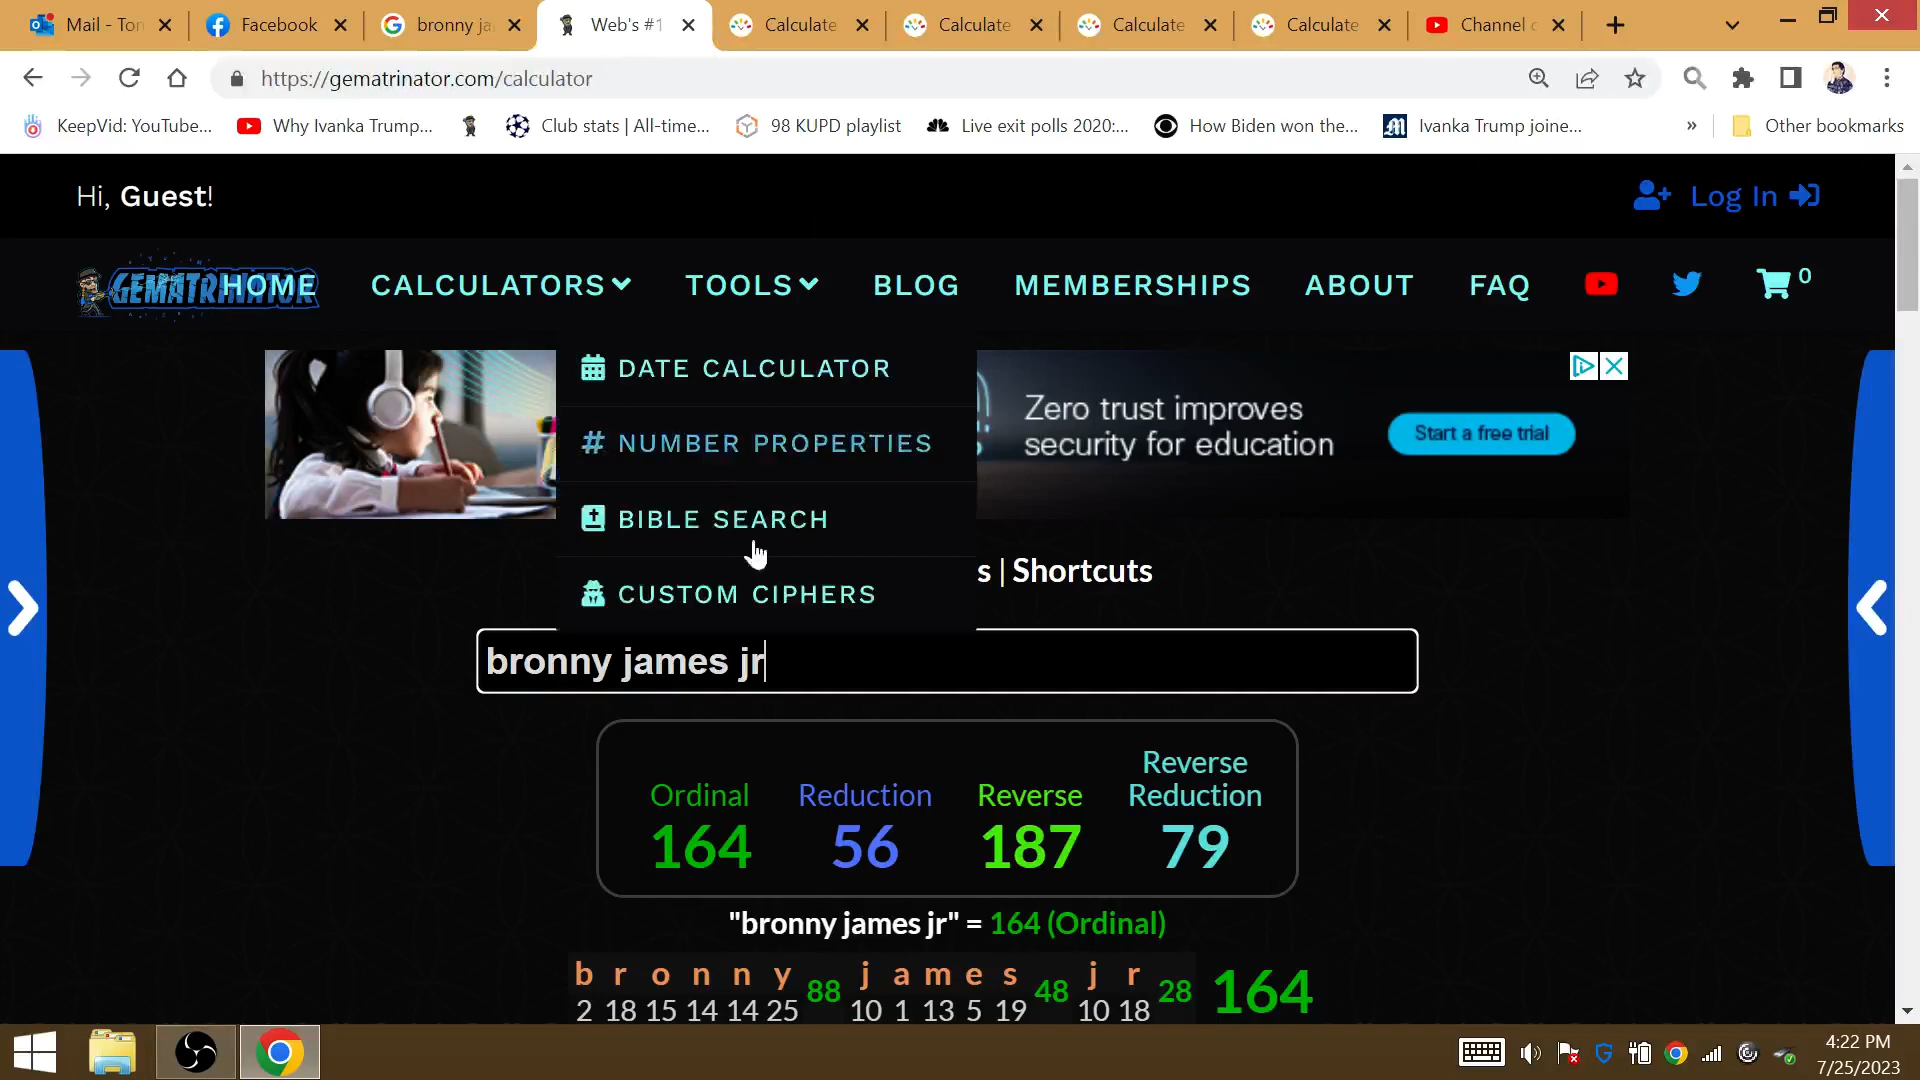 Mail - Ton
Facebook
bronny ja
Web's #1
Calculate
Calculate
Calculate
Calculate
Channel c
https://gematrinator.com/calculator
KeepVid: YouTube...
Why Ivanka Trump...
Club stats | All-time...
98 KUPD playlist
Live exit polls 2020:...
How Biden won the...
Ivanka Trump joine...
»
Other bookmarks
Hi, Guest!
Log In
GEMATRINATOR
HOME
CALCULATORS
TOOLS
BLOG
MEMBERSHIPS
ABOUT
FAQ
0
DATE CALCULATOR
# NUMBER PROPERTIES
BIBLE SEARCH
CUSTOM CIPHERS
Zero trust improves
security for education
Start a free trial
s | Shortcuts
bronny james jr
Ordinal
Reduction
Reverse
Reverse
Reduction
164
56
187
79
"bronny james jr" = 164 (Ordinal)
b r o n n y 88 j a m e s 48 j r 28 164
2 18 15 14 14 25 10 1 13 5 19 10 18
4:22 PM
7/25/2023